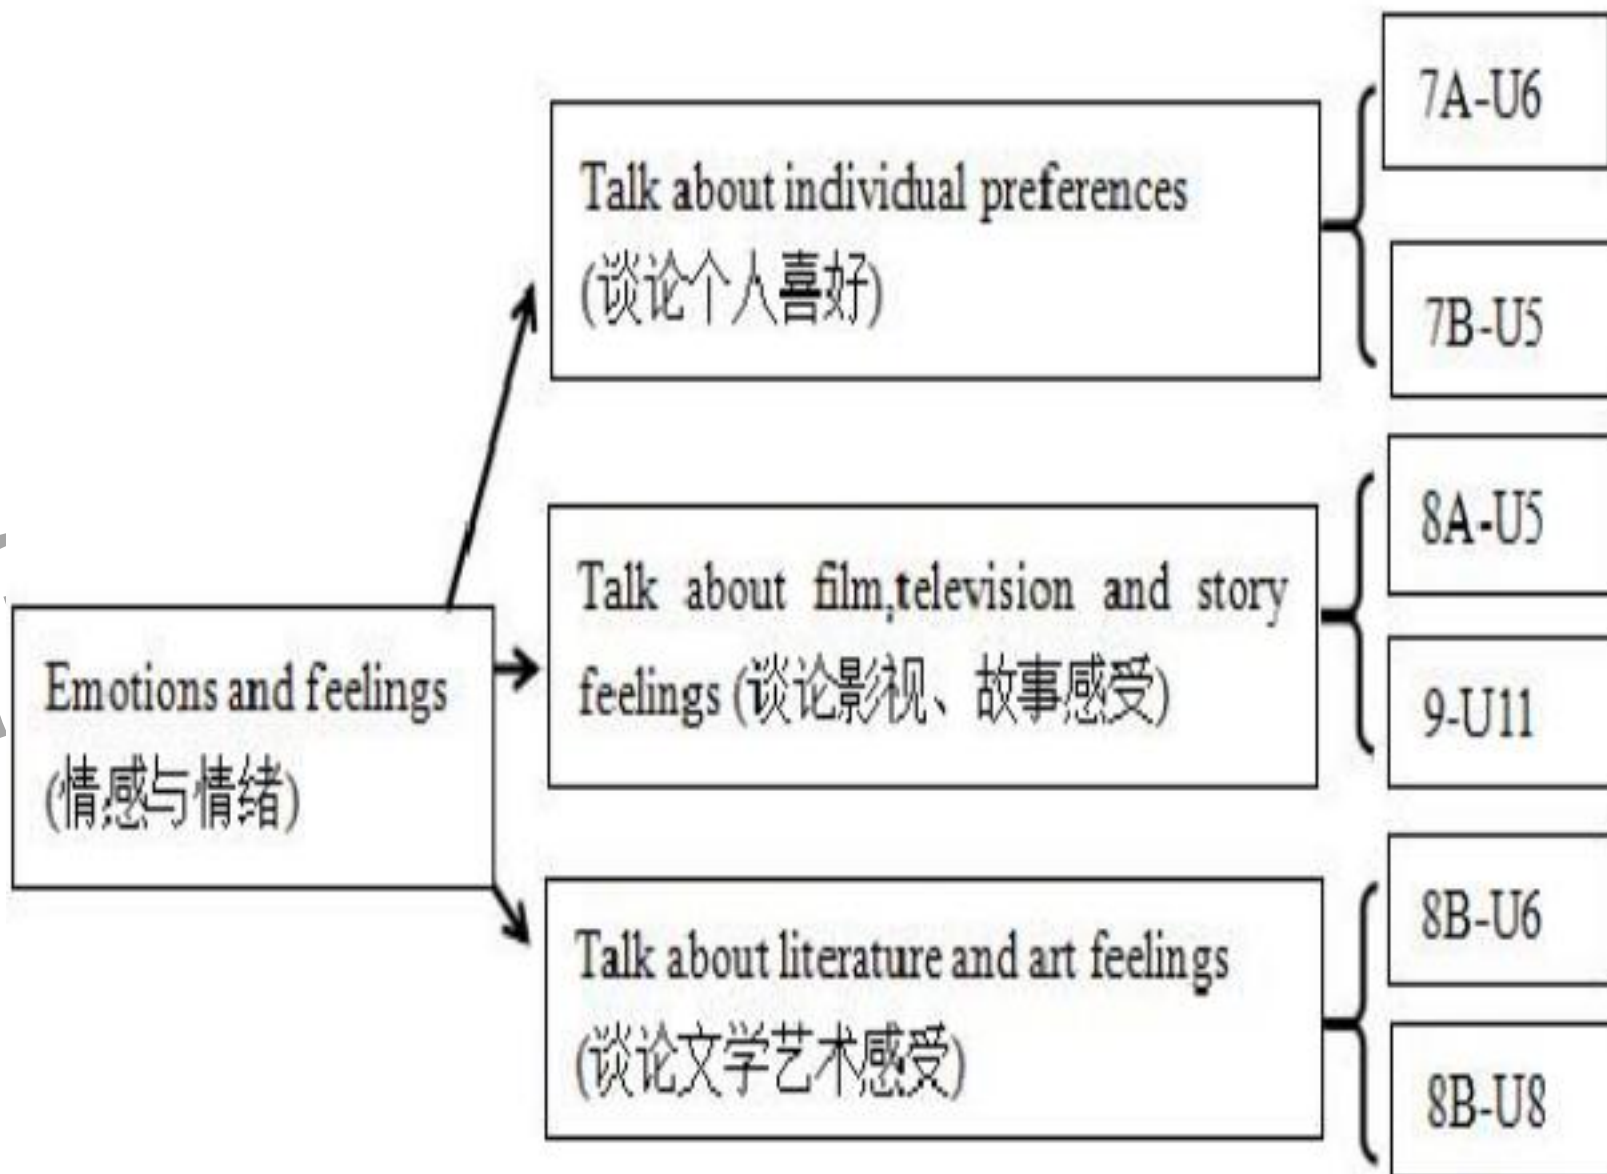 7A-U6
Talk about individual preferences
(谈论个人喜好)
7B-U5
8A-U5
Talk about film,television and story
feelings (谈论影视、故事感受)
9-U11
Emotions and feelings
(情感与情绪)
8B-U6
Talk about literature and art feelings
(谈论文学艺术感受)
8B-U8